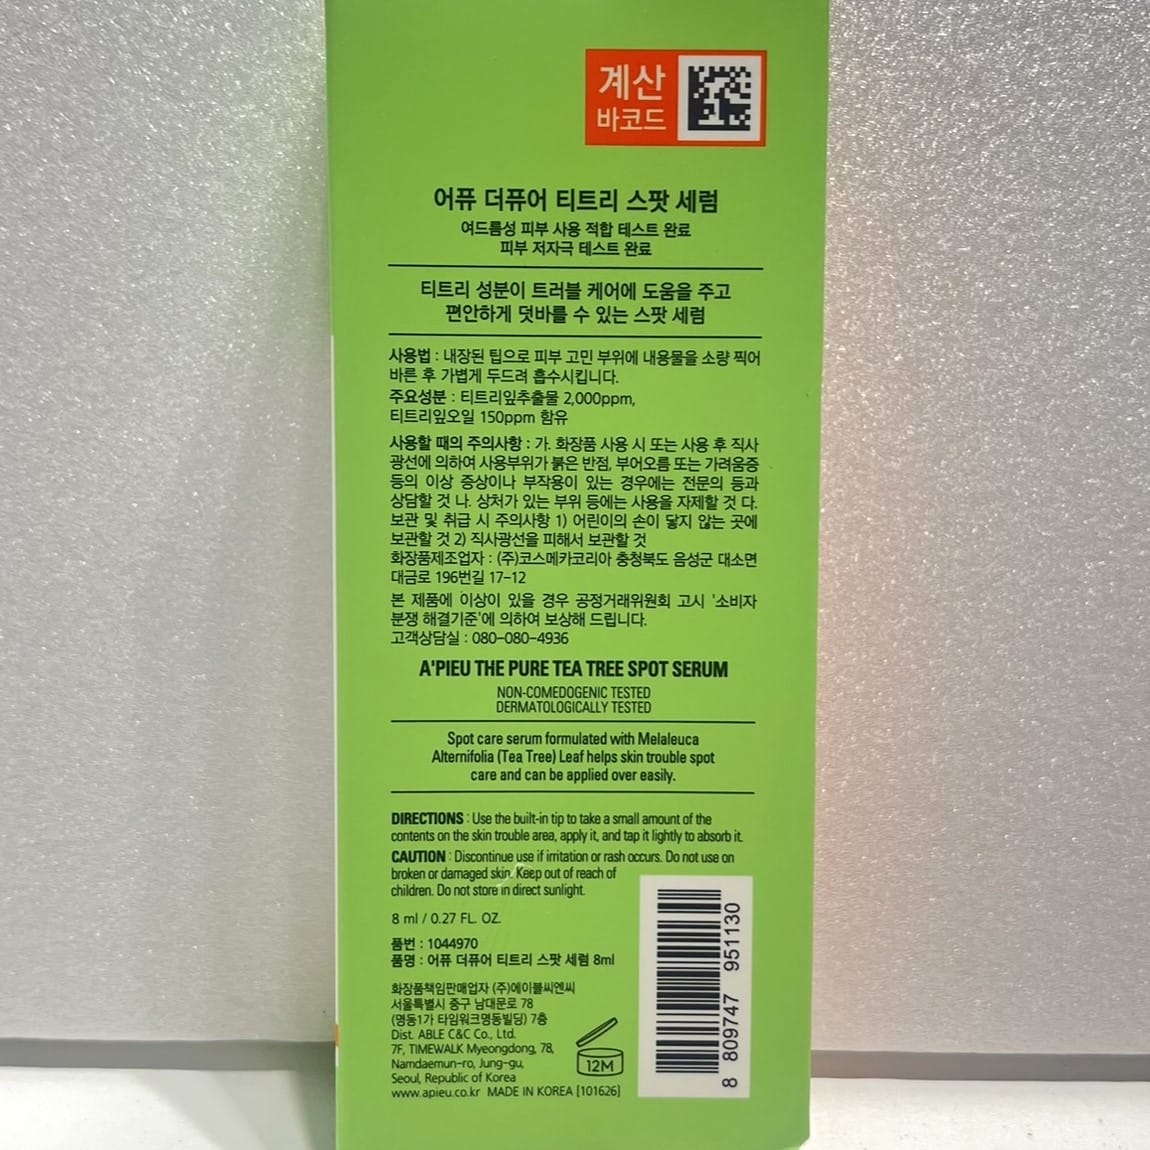 계산
바코드
어퓨 더퓨어 티트리 스팟 세럼
여드름성 피부 사용 적합 테스트 완료
피부 저자극 테스트 완료
티트리 성분이 트러블 케어에 도움을 주고
편안하게 덧바를 수 있는 스팟 세럼
사용법 : 내장된 팁으로 피부 고민 부위에 내용물을 소량 찍어
바른 후 가볍게 두드려 흡수시킵니다.
주요성분 : 티트리잎추출물 2,000ppm,
티트리잎오일 150ppm 함유
사용할 때의 주의사항 : 가. 화장품 사용 시 또는 사용 후 직사
광선에 의하여 사용부위가 붉은 반점, 부어오름 또는 가려움증
등의 이상 증상이나 부작용이 있는 경우에는 전문의 등과
상담할 것 나. 상처가 있는 부위 등에는 사용을 자제할 것 다.
보관 및 취급 시 주의사항 1) 어린이의 손이 닿지 않는 곳에
보관할 것 2) 직사광선을 피해서 보관할 것
화장품제조업자 : (주)코스메카코리아 충청북도 음성군 대소면
대금로 196번길 17-12
본 제품에 이상이 있을 경우 공정거래위원회 고시 '소비자
분쟁 해결기준'에 의하여 보상해 드립니다.
고객상담실 : 080-080-4936
A'PIEU THE PURE TEA TREE SPOT SERUM
NON-COMEDOGENIC TESTED
DERMATOLOGICALLY TESTED
Spot care serum formulated with Melaleuca
Alternifolia (Tea Tree) Leaf helps skin trouble spot
care and can be applied over easily.
DIRECTIONS : Use the built-in tip to take a small amount of the
contents on the skin trouble area, apply it, and tap it lightly to absorb it.
CAUTION : Discontinue use if irritation or rash occurs. Do not use on
broken or damaged skin. Keep out of reach of
children. Do not store in direct sunlight.
8 ml / 0.27 FL. OZ.
품번 : 1044970
품명 : 어퓨 더퓨어 티트리 스팟 세럼 8ml
화장품책임판매업자 (주)에이블씨엔씨
서울특별시 중구 남대문로 78
(명동1가 타임워크명동빌딩) 7층
Dist. ABLE C&C Co., Ltd.
7F, TIMEWALK Myeongdong, 78,
Namdaemun-ro, Jung-gu,
Seoul, Republic of Korea
www.apieu.co.kr MADE IN KOREA [101626]
12M
8 809747 951130